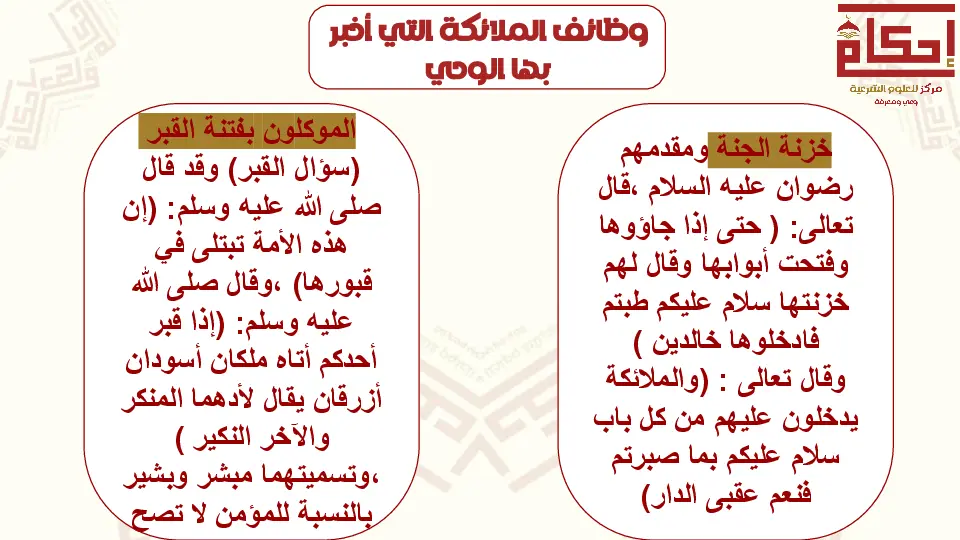 وظائف الملائكة التي أخبر
بها الوحي
إحكام
مركز للعلوم الشرعية
وعي ومعرفة
خزنة الجنة ومقدمهم
رضوان عليه السلام ،قال
تعالى: ( حتى إذا جاؤوها
وفتحت أبوابها وقال لهم
خزنتها سلام عليكم طبتم
فادخلوها خالدين )
وقال تعالى : (والملائكة
يدخلون عليهم من كل باب
سلام عليكم بما صبرتم
فنعم عقبى الدار)
الموكلون بفتنة القبر
(سؤال القبر) وقد قال
صلى الله عليه وسلم: (إن
هذه الأمة تبتلى في
قبورها) ،وقال صلى الله
عليه وسلم: (إذا قبر
أحدكم أتاه ملكان أسودان
أزرقان يقال لأدهما المنكر
والآخر النكير )
،وتسميتهما مبشر وبشير
بالنسبة للمؤمن لا تصح